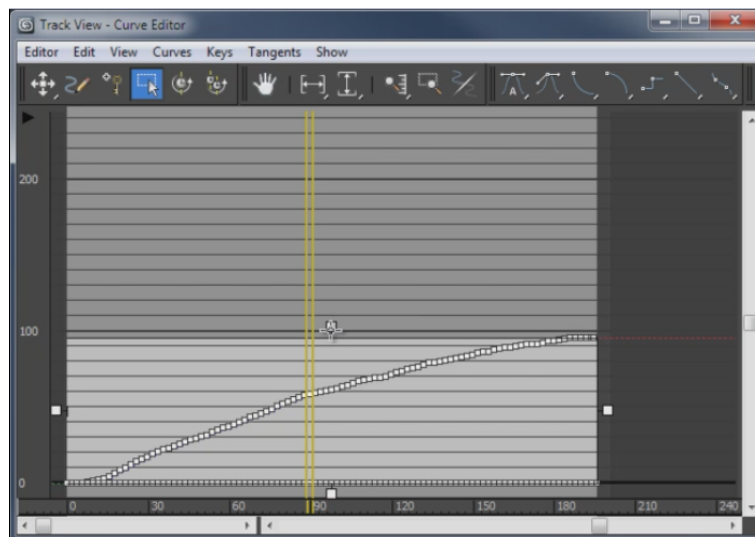 Track View - Curve Editor
Editor Edit View Curves Keys Tangents Show
200
100
0
0 30 60 90 120 150 180 210 240